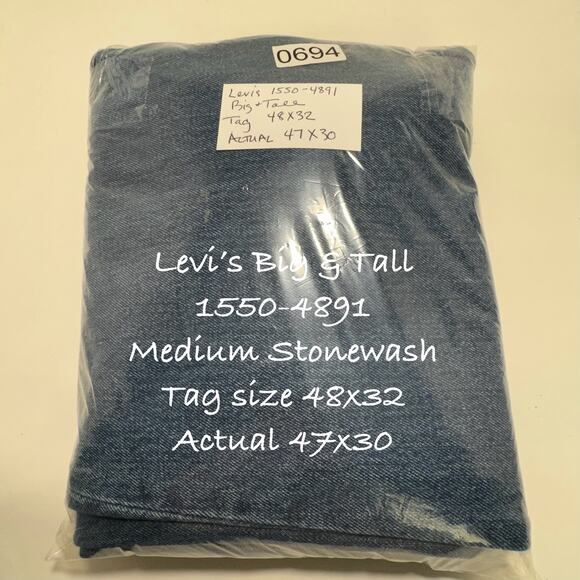 0694
Levi's 1550-4891
Big & Tall
Tag 48X32
ACTUAL 47X30
Levi's Big & Tall
1550-4891
Medium Stonewash
Tag size 48x32
Actual 47x30